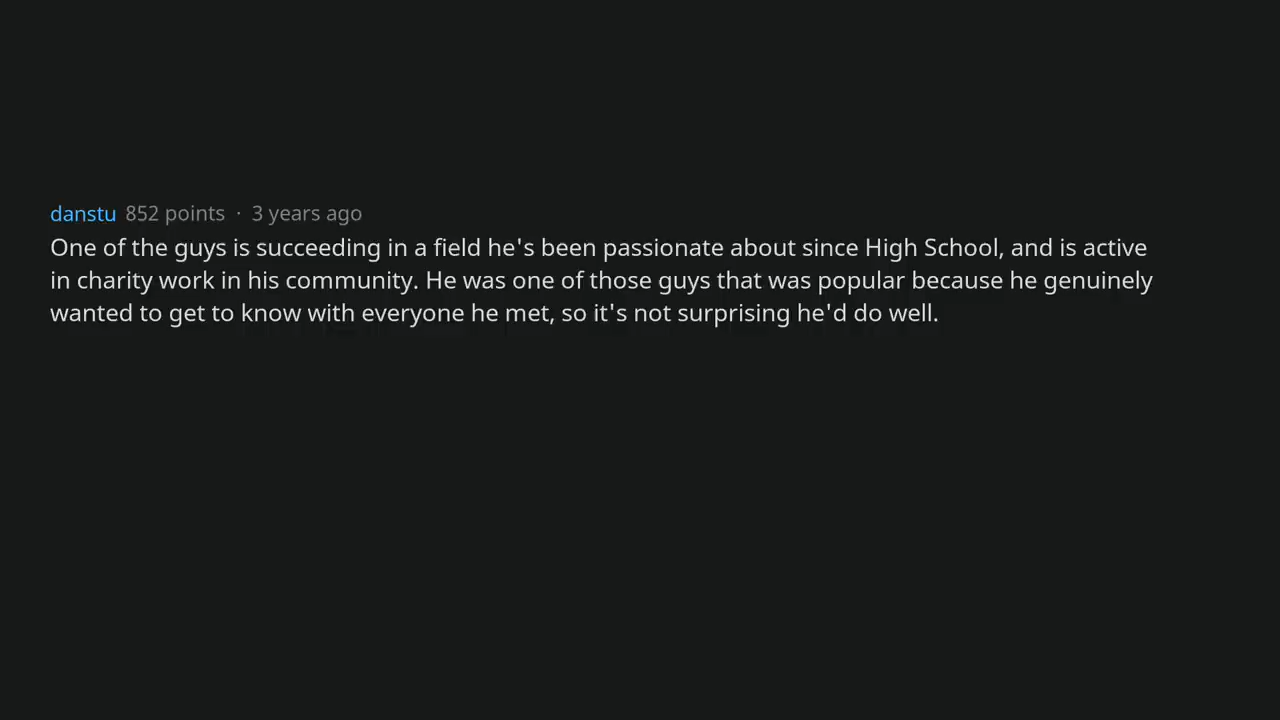 danstu 852 points · 3 years ago
One of the guys is succeeding in a field he's been passionate about since High School, and is active
in charity work in his community. He was one of those guys that was popular because he genuinely
wanted to get to know with everyone he met, so it's not surprising he'd do well.